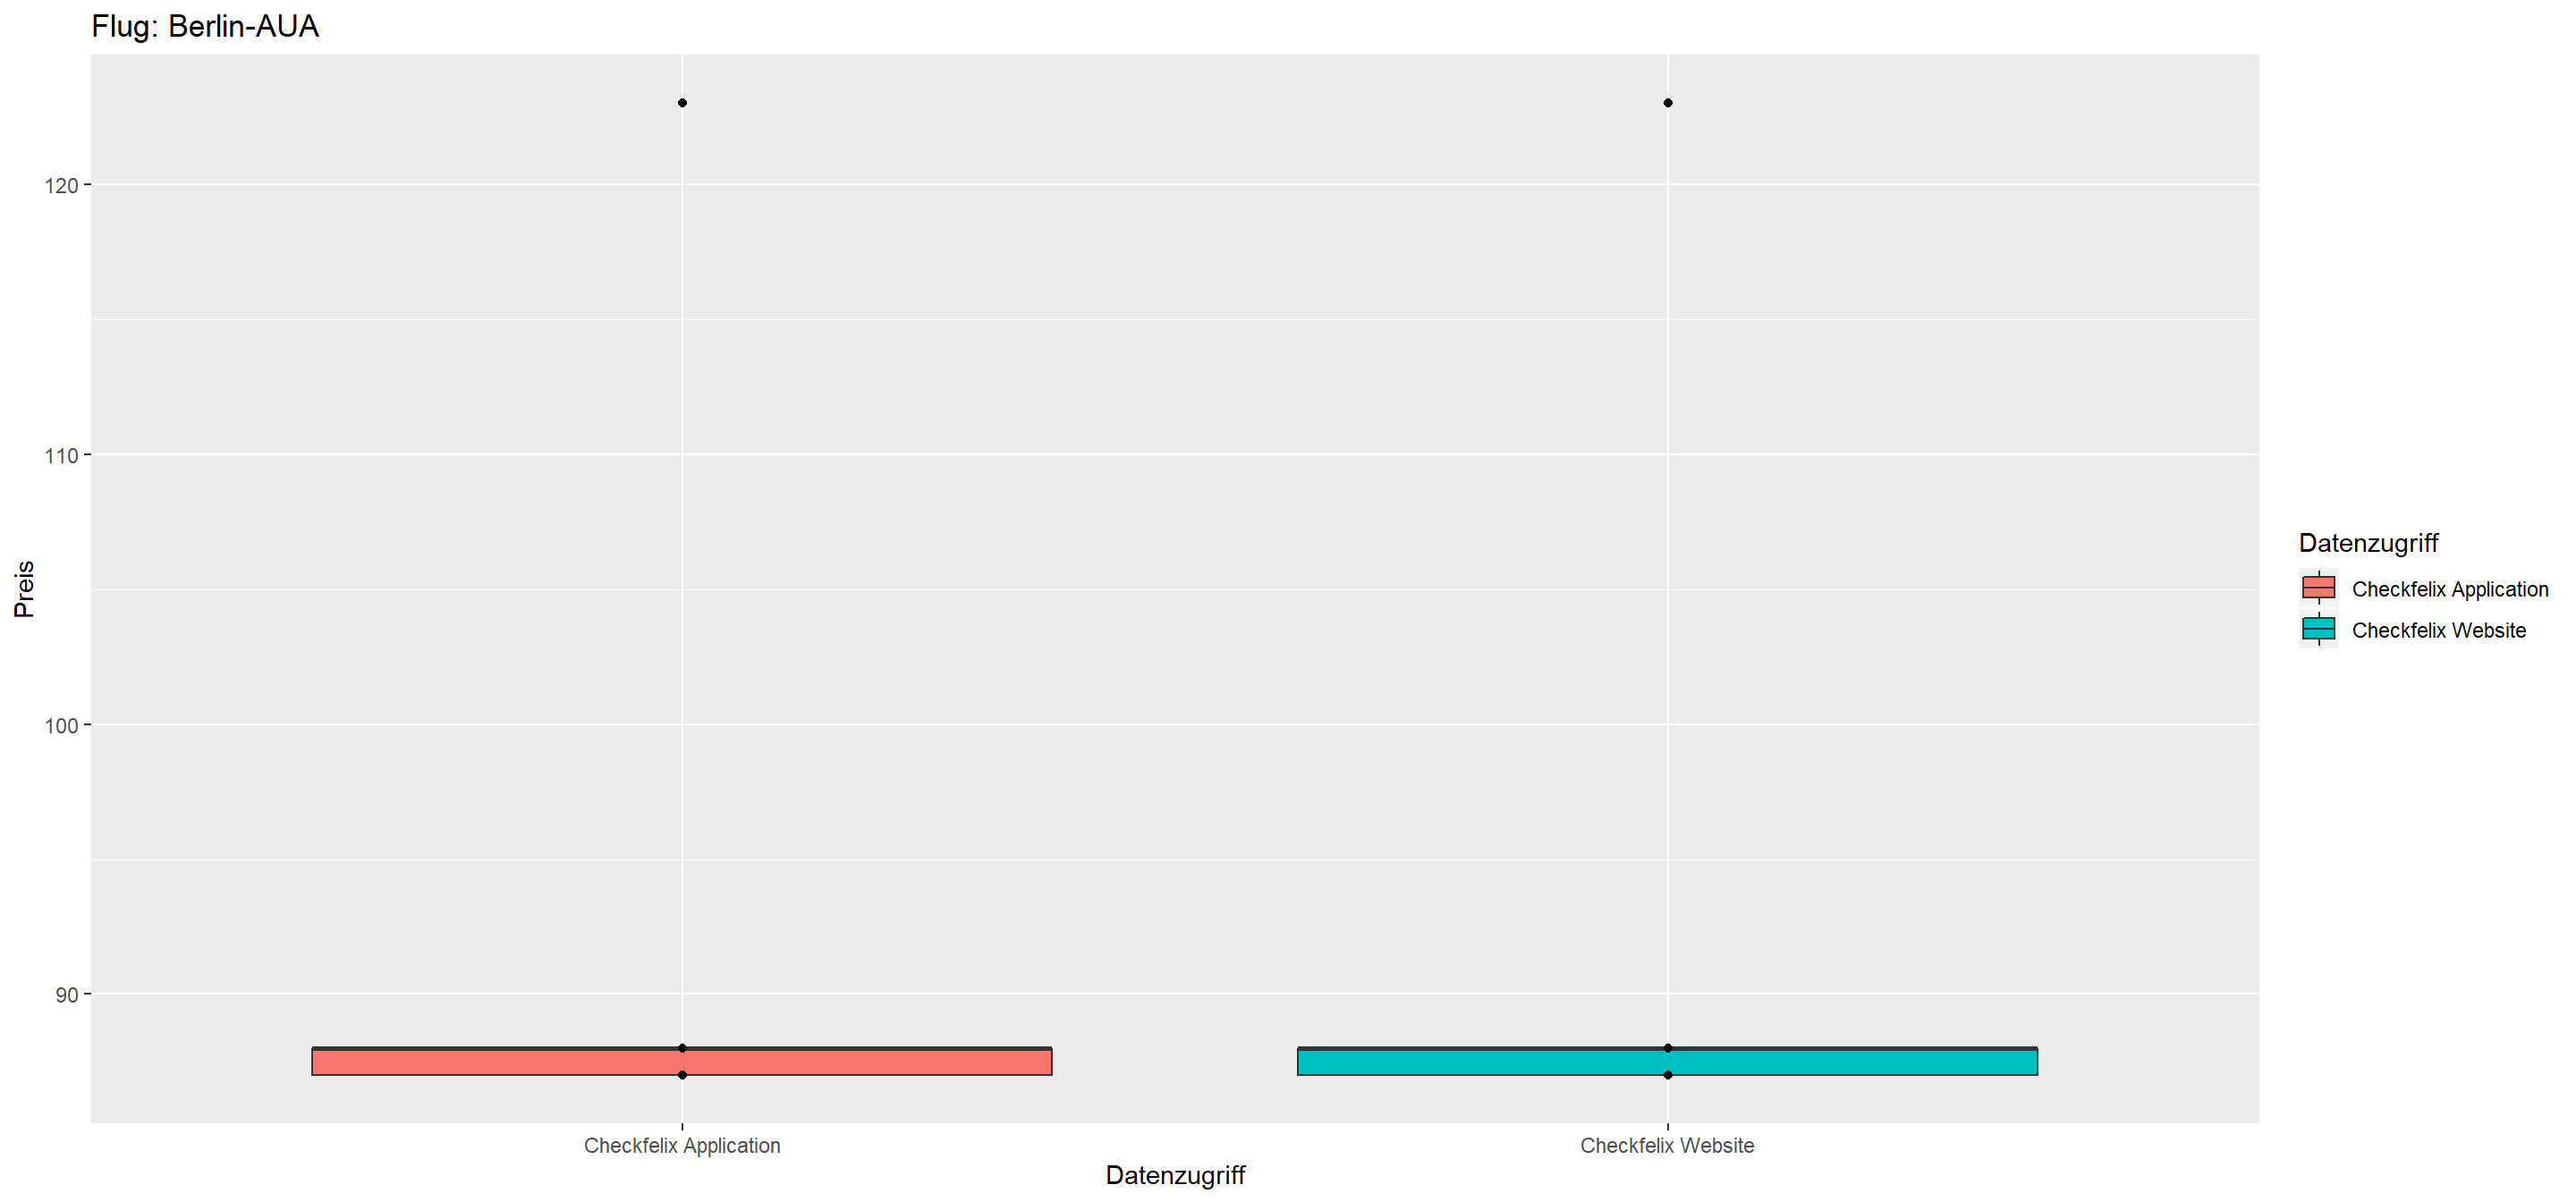 Flug: Berlin-AUA
120
110
100
90
Preis
Checkfelix Application
Checkfelix Website
Datenzugriff
Datenzugriff
Checkfelix Application
Checkfelix Website